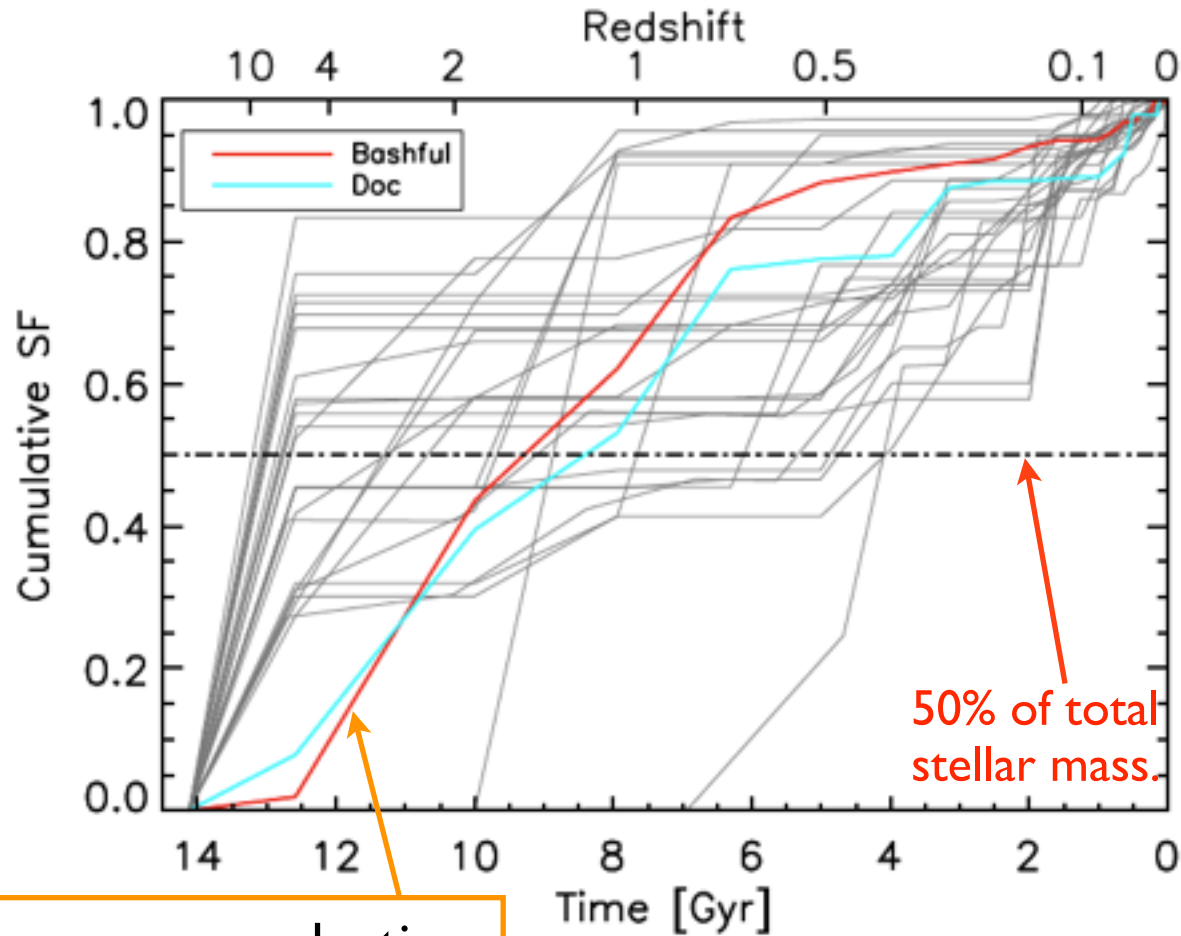 Redshift
10 4 2 1 0.5 0.1 0
1.0
0.8
0.6
0.4
0.2
0.0
Cumulative SF
Bashful
Doc
50% of total
stellar mass.
14 12 10 8 6 4 2 0
Time [Gyr]